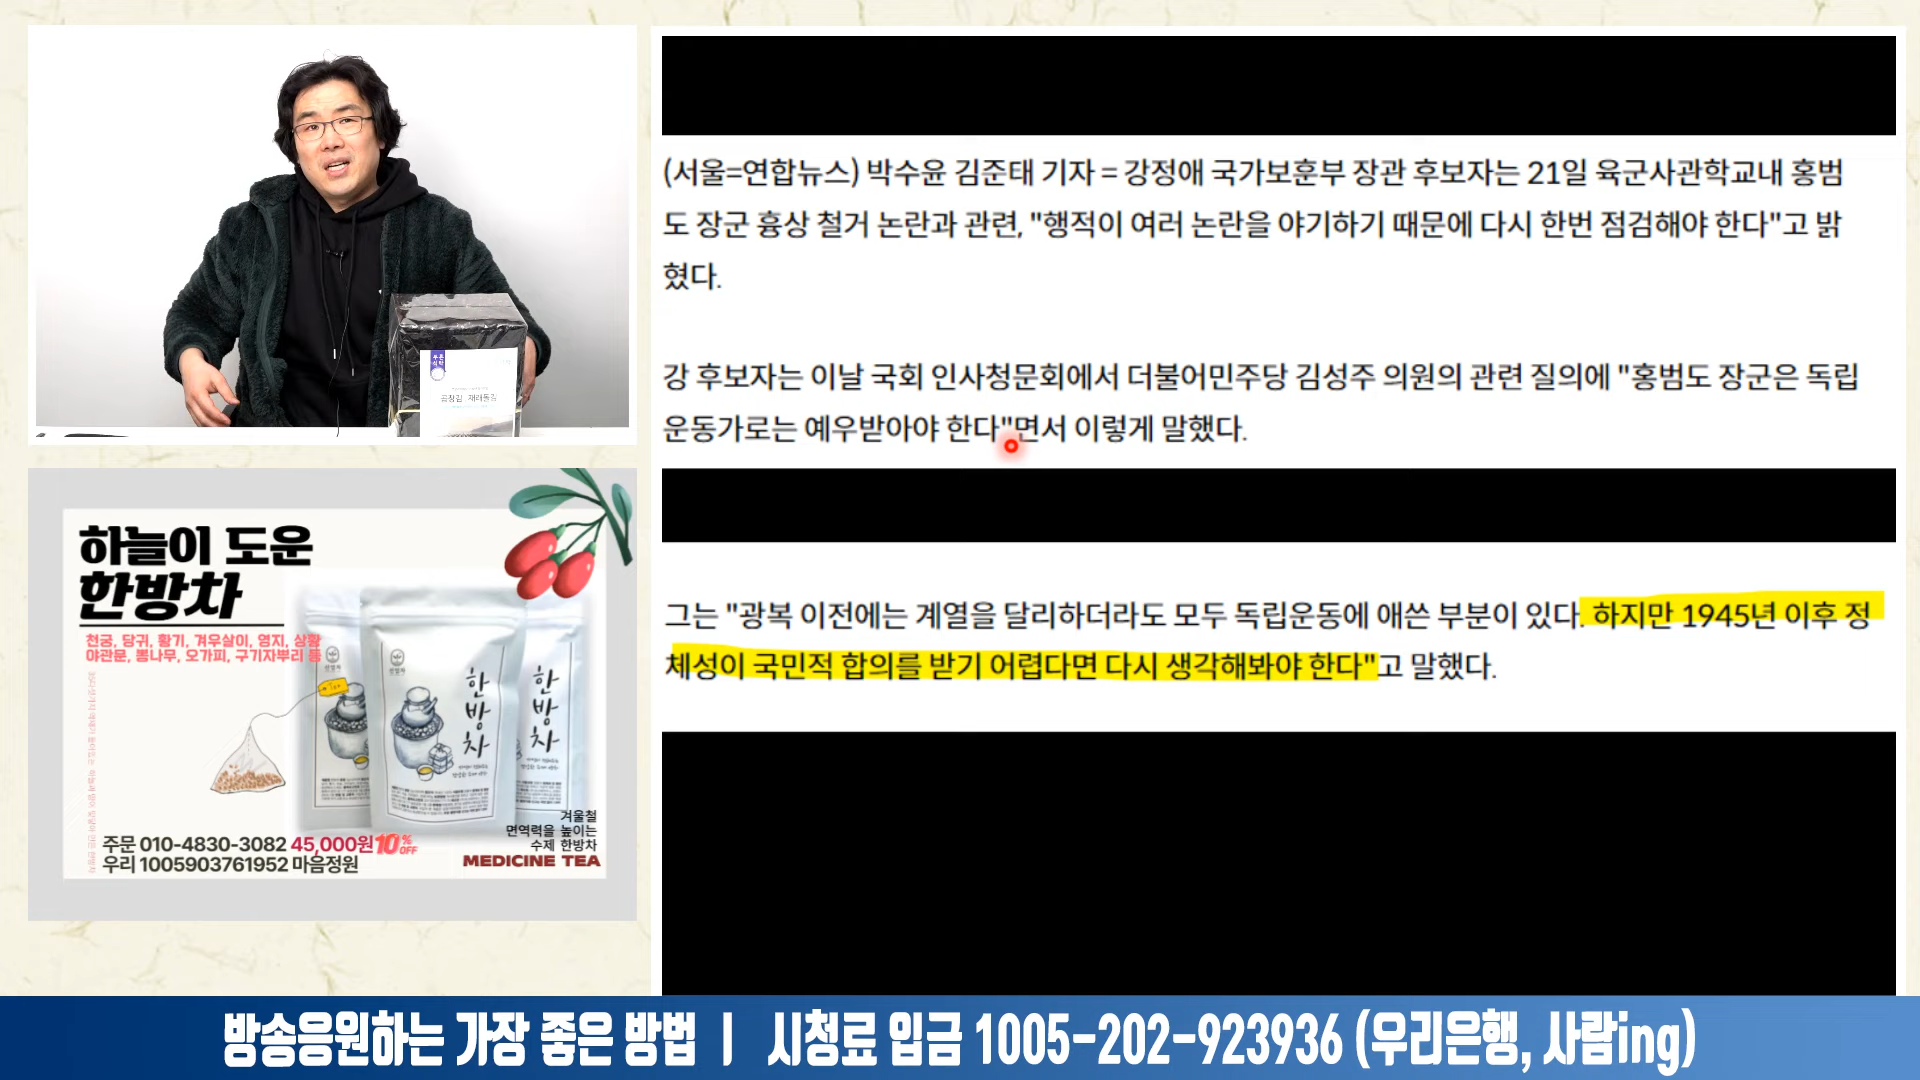 (서울=연합뉴스) 박수윤 김준태 기자 = 강정애 국가보훈부 장관 후보자는 21일 육군사관학교내 홍범
도 장군 흉상 철거 논란과 관련, "행적이 여러 논란을 야기하기 때문에 다시 한번 점검해야 한다"고 밝
혔다.
강 후보자는 이날 국회 인사청문회에서 더불어민주당 김성주 의원의 관련 질의에 "홍범도 장군은 독립
운동가로는 예우받아야 한다"면서 이렇게 말했다.
그는 "광복 이전에는 계열을 달리하더라도 모두 독립운동에 애쓴 부분이 있다. 하지만 1945년 이후 정
체성이 국민적 합의를 받기 어렵다면 다시 생각해봐야 한다"고 말했다.
곱창김 재래돌김
하늘이 도운
한방차
천궁, 당귀, 황기, 겨우살이, 영지, 상황
야관문, 뽕나무, 오가피, 구기자뿌리 등
한방차
한방차
겨울철
면역력을 높이는
수제 한방차
MEDICINE TEA
주문 010-4830-3082 45,000원 10% OFF
우리 1005903761952 마음정원
방송응원하는 가장 좋은 방법 | 시청료 입금 1005-202-923936 (우리은행, 사람ing)